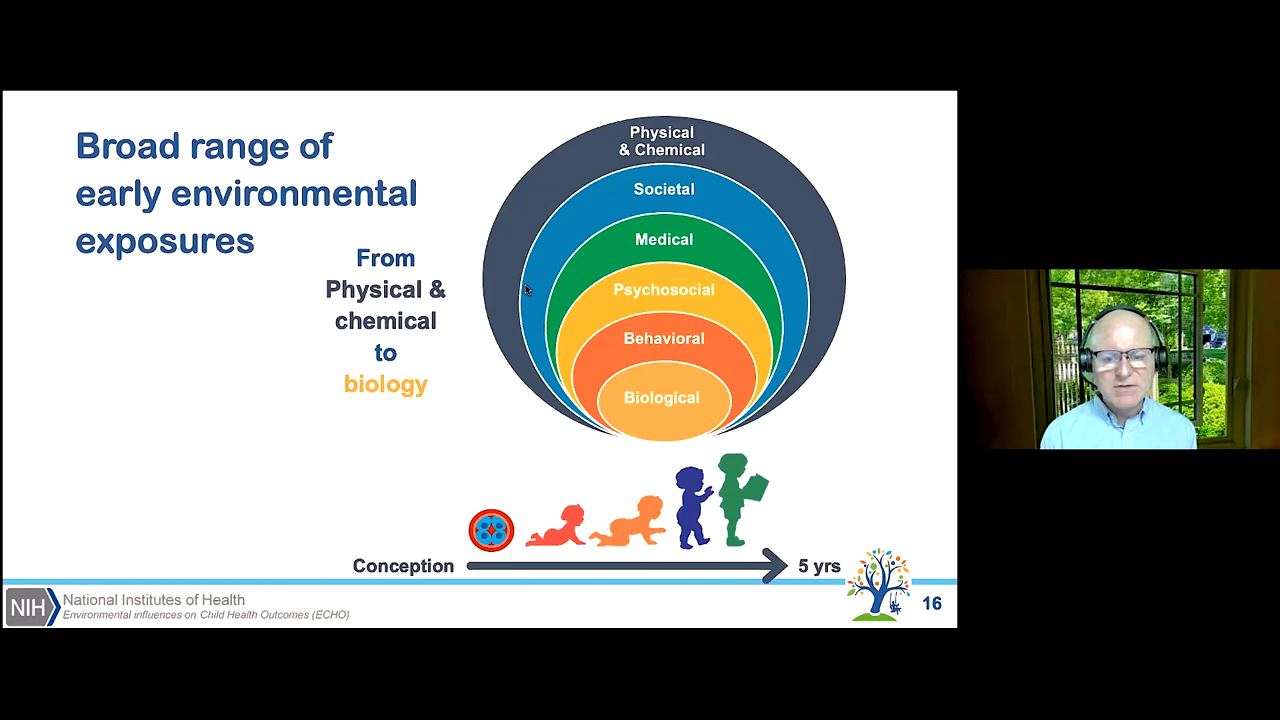 Broad range of
early environmental
exposures
From
Physical &
chemical
to
biology
Physical
& Chemical
Societal
Medical
Psychosocial
Behavioral
Biological
Conception
5 yrs
NIH
National Institutes of Health
Environmental influences on Child Health Outcomes (ECHO)
16